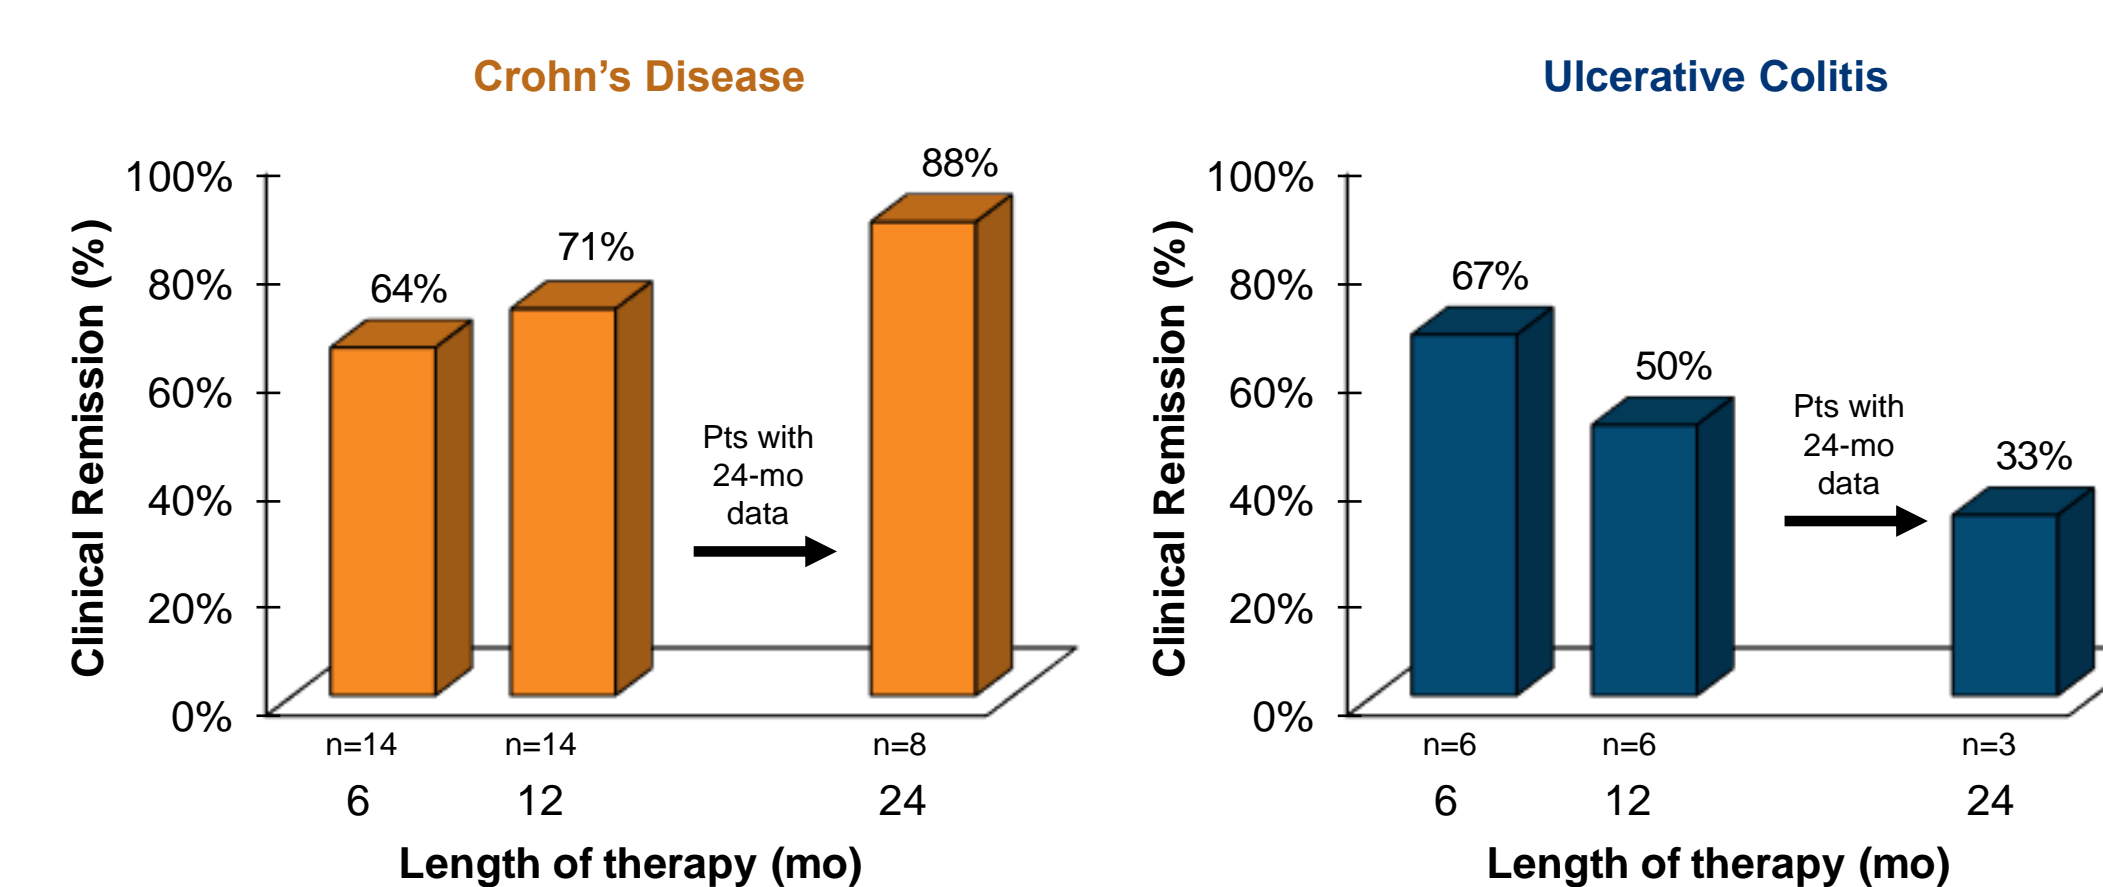 Crohn’s Disease
Clinical Remission (%)
100%
80%
60%
40%
20%
0%
64%
71%
88%
Pts with
24-mo
data
n=14
n=14
n=8
6
12
24
Length of therapy (mo)
Ulcerative Colitis
Clinical Remission (%)
100%
80%
60%
40%
20%
0%
67%
50%
33%
Pts with
24-mo
data
n=6
n=6
n=3
6
12
24
Length of therapy (mo)